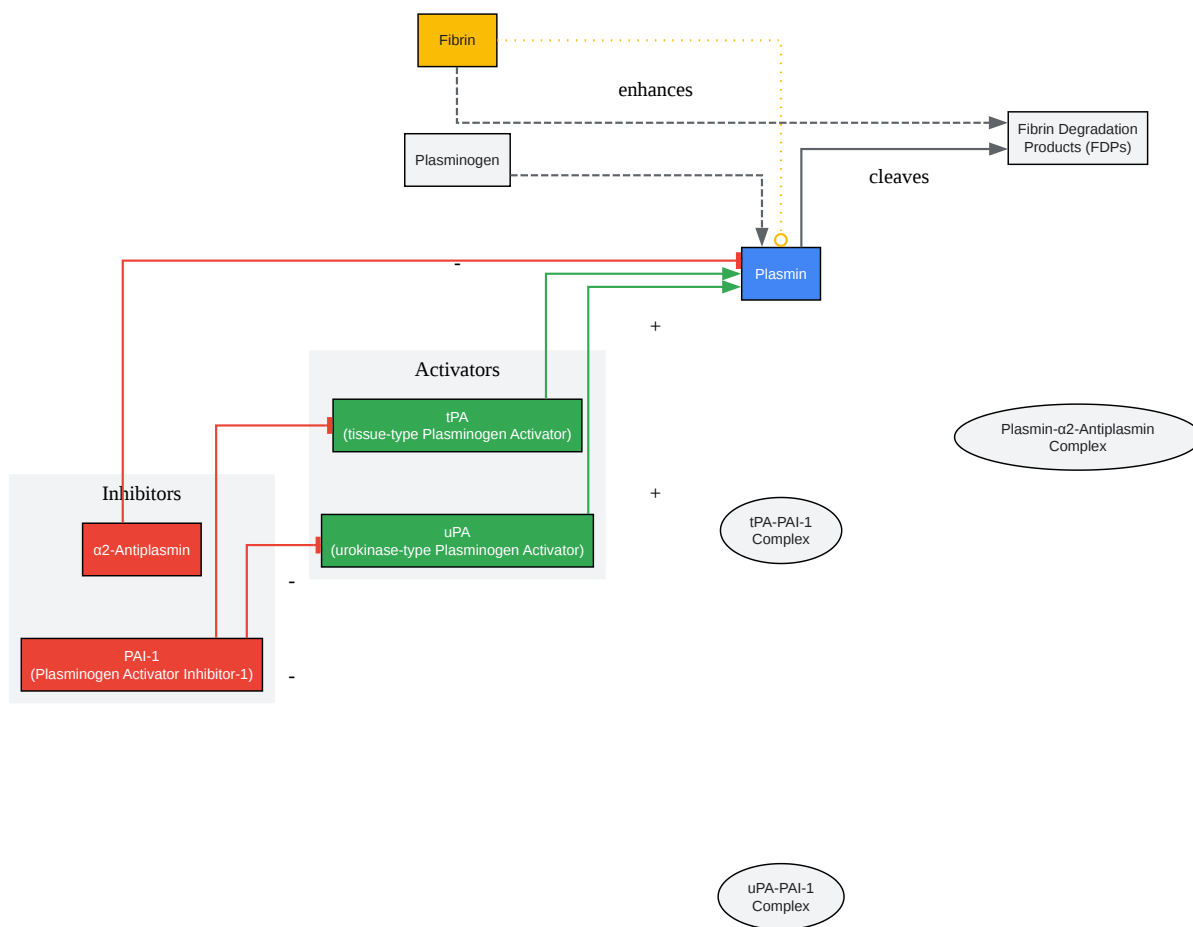 Fibrin
enhances
Fibrin Degradation
Products (FDPs)
Plasminogen
cleaves
-
Plasmin
+
Activators
tPA
(tissue-type Plasminogen Activator)
Plasmin-α2-Antiplasmin
Complex
Inhibitors
+
α2-Antiplasmin
uPA
(urokinase-type Plasminogen Activator)
tPA-PAI-1
Complex
-
PAI-1
(Plasminogen Activator Inhibitor-1)
-
uPA-PAI-1
Complex